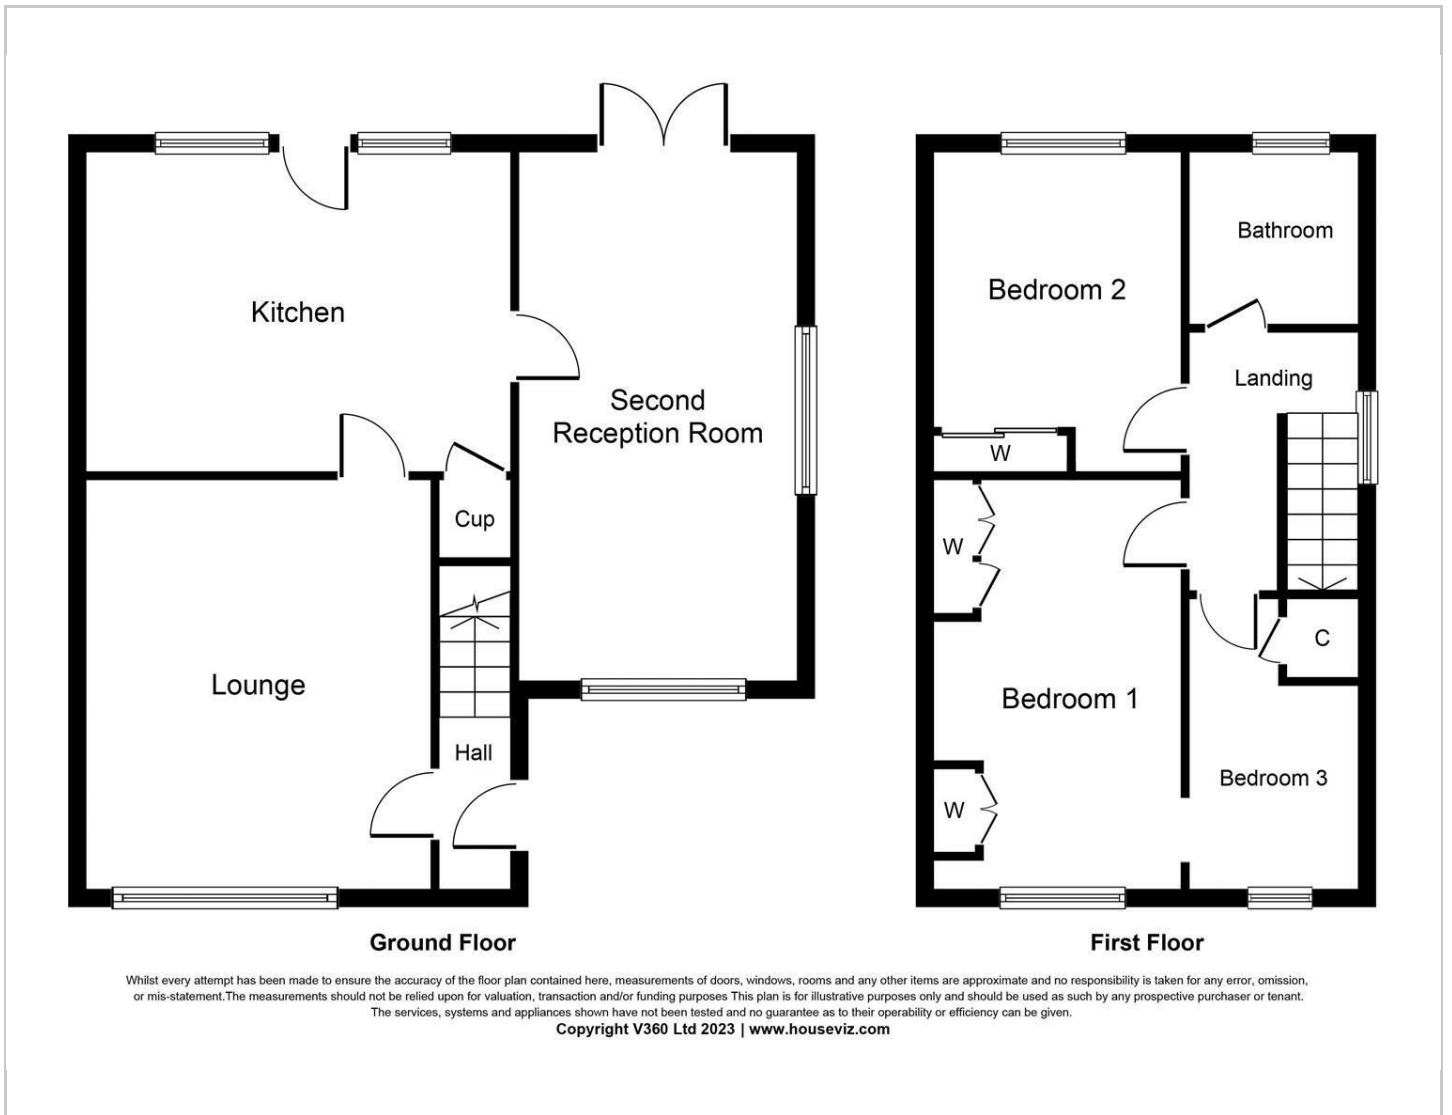 Kitchen
Second
Reception Room
Cup
Lounge
Hall
Ground Floor
Bedroom 2
Bathroom
Landing
W
W
Bedroom 1
C
W
Bedroom 3
First Floor
Whilst every attempt has been made to ensure the accuracy of the floor plan contained here, measurements of doors, windows, rooms and any other items are approximate and no responsibility is taken for any error, omission,
or mis-statement.The measurements should not be relied upon for valuation, transaction and/or funding purposes This plan is for illustrative purposes only and should be used as such by any prospective purchaser or tenant.
The services, systems and appliances shown have not been tested and no guarantee as to their operability or efficiency can be given.
Copyright V360 Ltd 2023 | www.houseviz.com